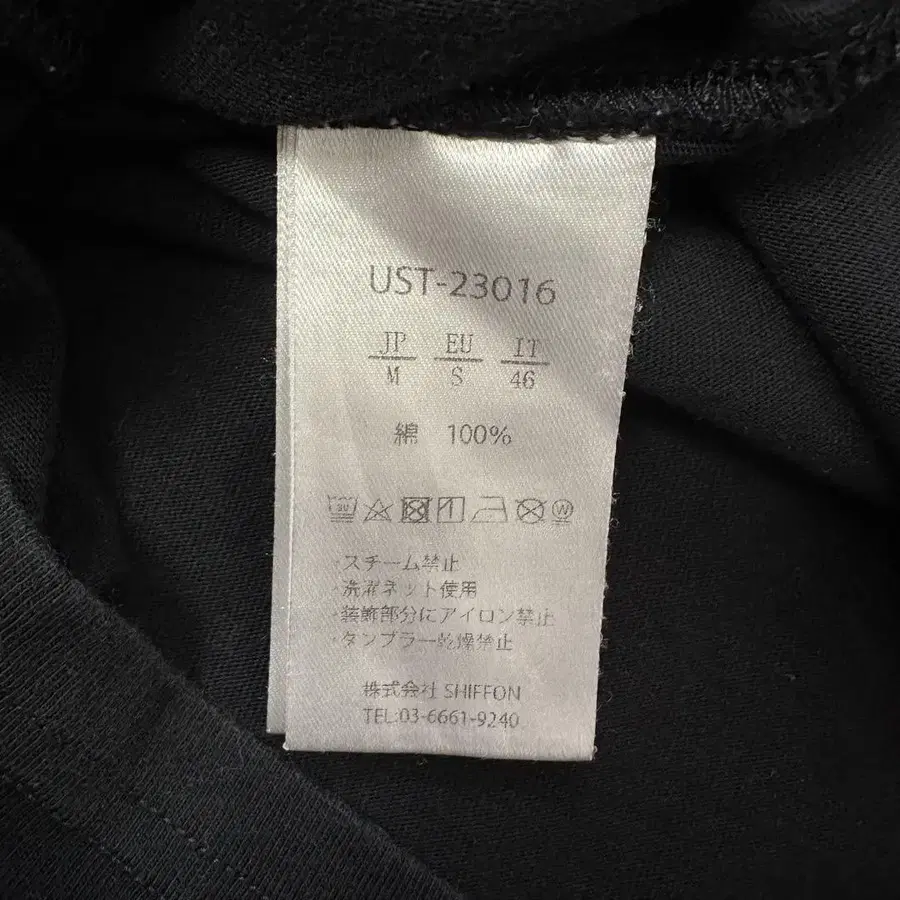 UST-23016
JP EU IT
M S 46
綿 100%
30 W
・スチーム禁止
・洗濯ネット使用
・装飾部分にアイロン禁止
・タンブラー乾燥禁止
株式会社 SHIFFON
TEL:03-6661-9240